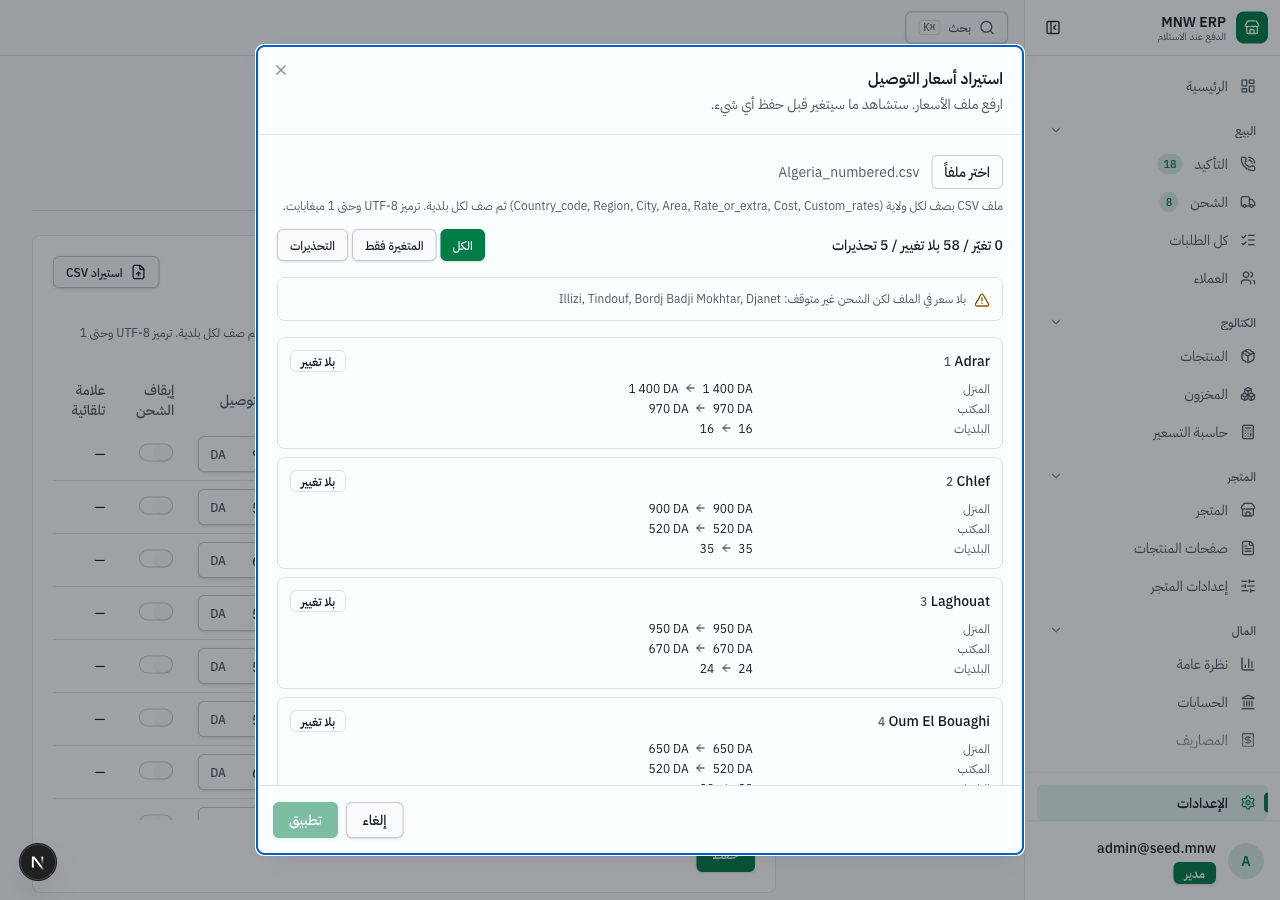 MNW ERP
الدفع عند الاستلام
بحث ⌘K
الرئيسية
البيع
التأكيد 18
الشحن 8
كل الطلبات
العملاء
الكتالوج
المنتجات
المخزون
حاسبة التسعير
المتجر
المتجر
صفحات المنتجات
إعدادات المتجر
المال
نظرة عامة
الحسابات
المصاريف
الإعدادات
admin@seed.mnw
مدير
A
استيراد أسعار التوصيل
ارفع ملف الأسعار. ستشاهد ما سيتغير قبل حفظ أي شيء.
اختر ملفاً Algeria_numbered.csv
ملف CSV بصف لكل ولاية (Country_code, Region, City, Area, Rate_or_extra, Cost, Custom_rates) ثم صف لكل بلدية. ترميز UTF-8 وحتى 1 ميغابايت.
0 تغيّر / 58 بلا تغيير / 5 تحذيرات
الكل المتغيرة فقط التحذيرات
بلا سعر في الملف لكن الشحن غير متوقف: Illizi, Tindouf, Bordj Badji Mokhtar, Djanet
Adrar 1 بلا تغيير
المنزل 1 400 DA ← 1 400 DA
المكتب 970 DA ← 970 DA
البلديات 16 ← 16
Chlef 2 بلا تغيير
المنزل 900 DA ← 900 DA
المكتب 520 DA ← 520 DA
البلديات 35 ← 35
Laghouat 3 بلا تغيير
المنزل 950 DA ← 950 DA
المكتب 670 DA ← 670 DA
البلديات 24 ← 24
Oum El Bouaghi 4 بلا تغيير
المنزل 650 DA ← 650 DA
المكتب 520 DA ← 520 DA
إلغاء تطبيق
استيراد CSV
صف لكل بلدية. ترميز UTF-8 وحتى 1
إيقاف الشحن
علامة تلقائية
DA —
DA —
DA —
DA —
DA —
DA —
DA —
N